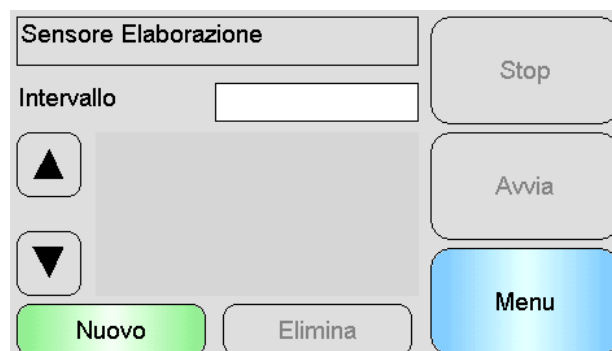 Sensore Elaborazione
Stop
Intervallo
Avvia
Menu
Nuovo
Elimina